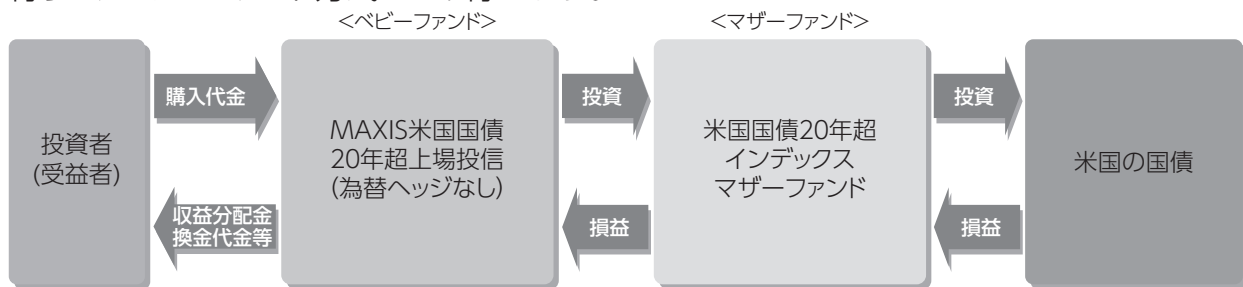 <ベビーファンド>
<マザーファンド>
投資者
(受益者)
購入代金
収益分配金
換金代金等
MAXIS米国国債
20年超上場投信
(為替ヘッジなし)
投資
損益
米国国債20年超
インデックス
マザーファンド
投資
損益
米国の国債